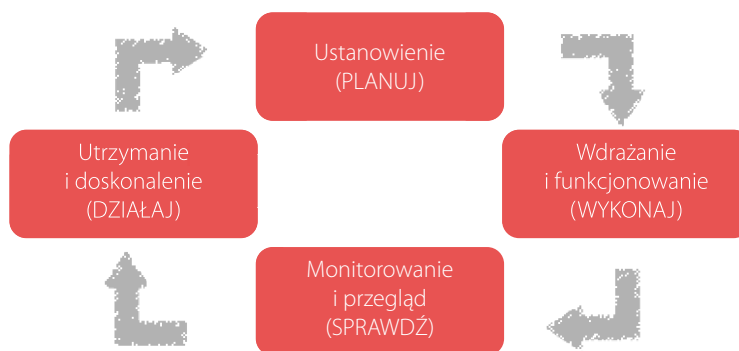 Ustanowienie
(PLANUJ)
Utrzymanie
i doskonalenie
(DZIAŁAJ)
Wdrażanie
i funkcjonowanie
(WYKONAJ)
Monitorowanie
i przegląd
(SPRAWDŹ)